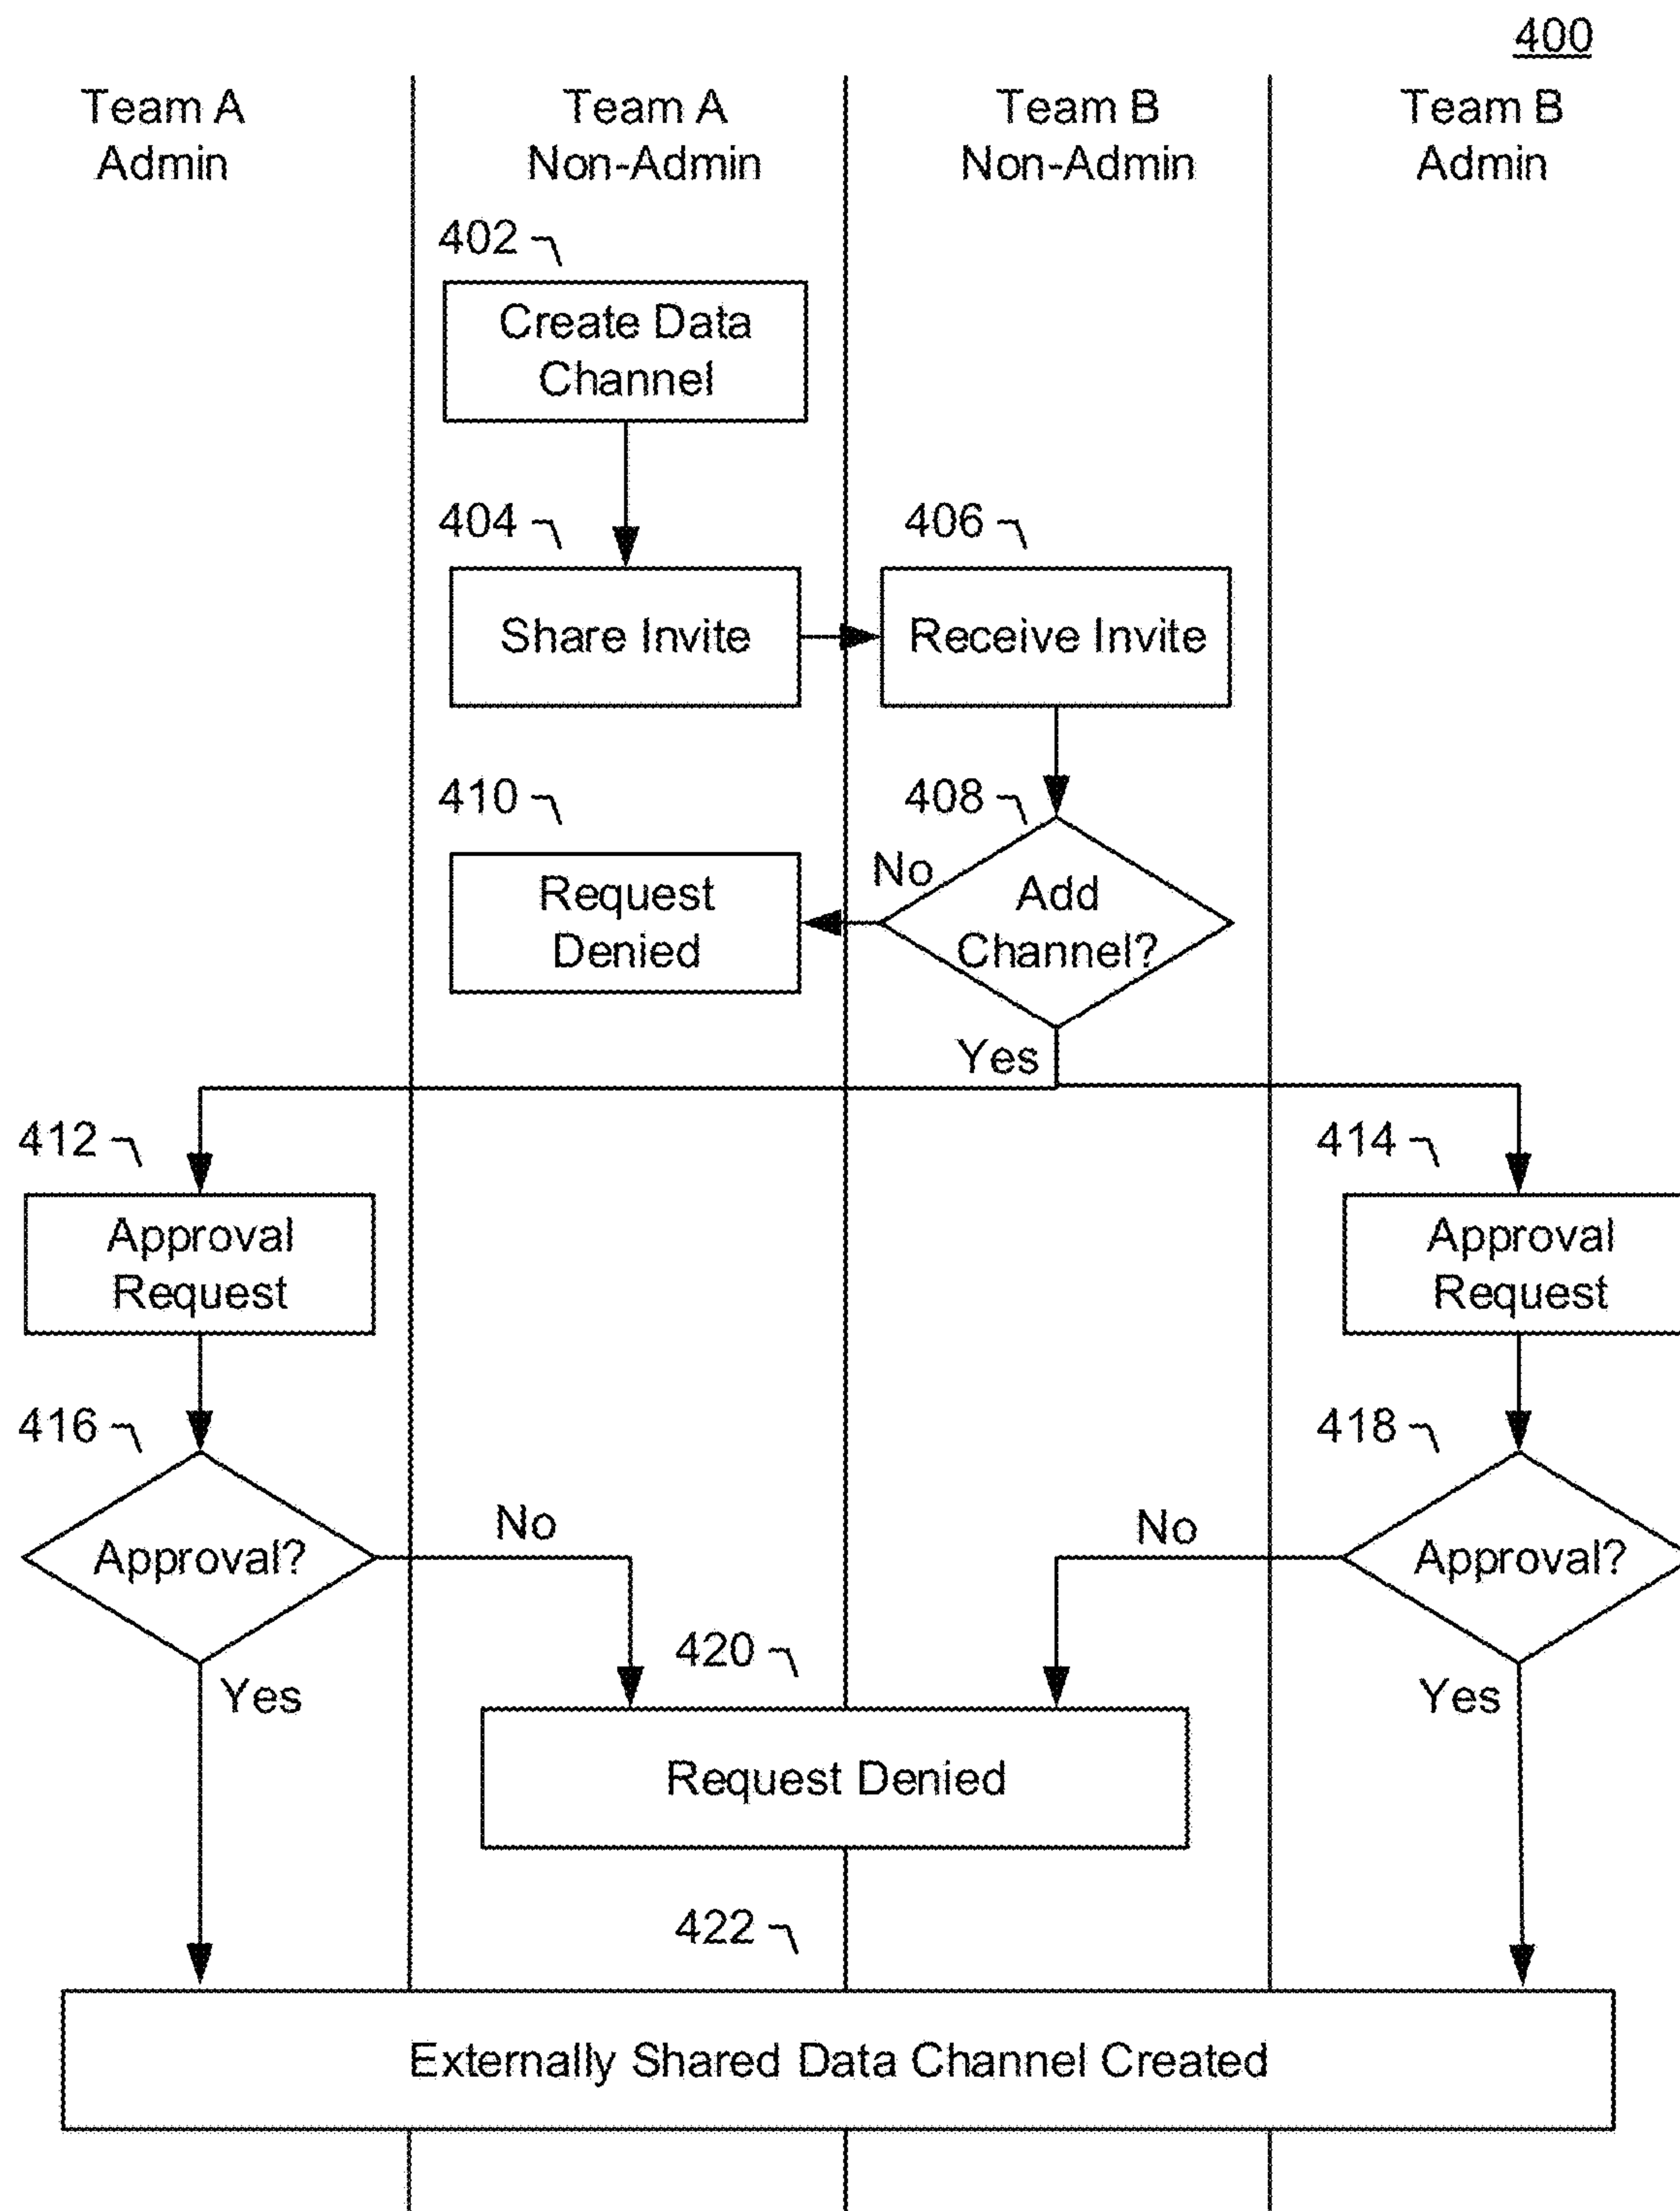 400
Team A
Admin
Team A
Non-Admin
Team B
Non-Admin
Team B
Admin
402
Create Data
Channel
404
Share Invite
406
Receive Invite
410
Request
Denied
408
No
Add
Channel?
Yes
412
Approval
Request
414
Approval
Request
416
Approval?
No
Yes
418
Approval?
No
Yes
420
Request Denied
422
Externally Shared Data Channel Created